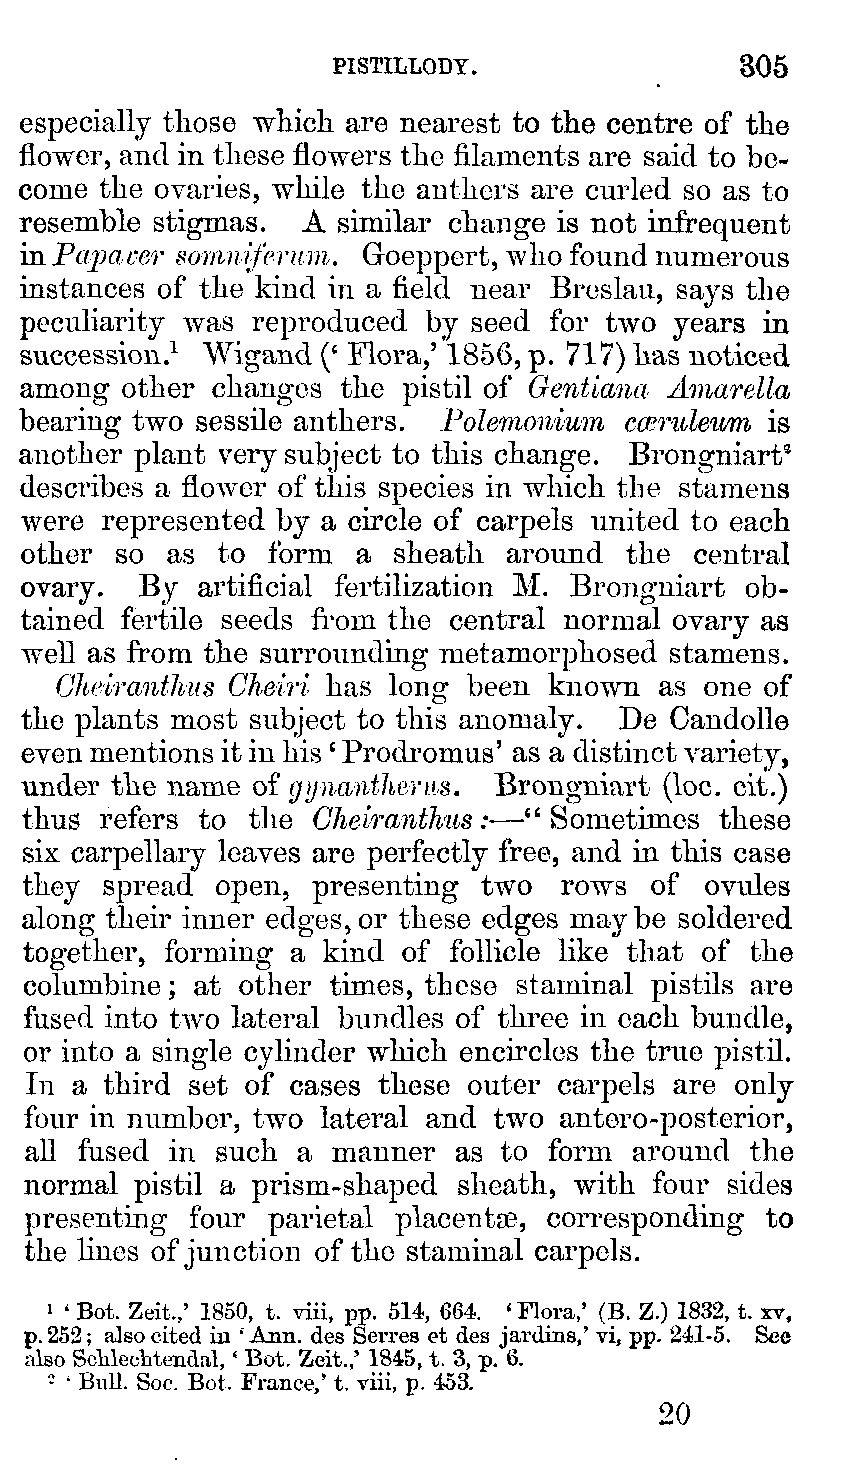 PISTILLODY. 305
especially those which are nearest to the centre of the
flower, and in these flowers the filaments are said to be-
come the ovaries, while the anthers are curled so as to
resemble stigmas. A similar change is not infrequent
in Papaver somniferum. Goeppert, who found numerous
instances of the kind in a field near Breslau, says the
peculiarity was reproduced by seed for two years in
succession.¹ Wigand (‘ Flora,’ 1856, p. 717) has noticed
among other changes the pistil of Gentiana Amarella
bearing two sessile anthers. Polemonium cœruleum is
another plant very subject to this change. Brongniart²
describes a flower of this species in which the stamens
were represented by a circle of carpels united to each
other so as to form a sheath around the central
ovary. By artificial fertilization M. Brongniart ob-
tained fertile seeds from the central normal ovary as
well as from the surrounding metamorphosed stamens.
Cheiranthus Cheiri has long been known as one of
the plants most subject to this anomaly. De Candolle
even mentions it in his ‘ Prodromus’ as a distinct variety,
under the name of gynantherus. Brongniart (loc. cit.)
thus refers to the Cheiranthus :—“ Sometimes these
six carpellary leaves are perfectly free, and in this case
they spread open, presenting two rows of ovules
along their inner edges, or these edges may be soldered
together, forming a kind of follicle like that of the
columbine ; at other times, these staminal pistils are
fused into two lateral bundles of three in each bundle,
or into a single cylinder which encircles the true pistil.
In a third set of cases these outer carpels are only
four in number, two lateral and two antero-posterior,
all fused in such a manner as to form around the
normal pistil a prism-shaped sheath, with four sides
presenting four parietal placentæ, corresponding to
the lines of junction of the staminal carpels.
¹ ‘ Bot. Zeit.,’ 1850, t. viii, pp. 514, 664. ‘ Flora,’ (B. Z.) 1832, t. xv,
p. 252 ; also cited in ‘ Ann. des Serres et des jardins,’ vi, pp. 241-5. See
also Schlechtendal, ‘ Bot. Zeit.,’ 1845, t. 3, p. 6.
² ‘ Bull. Soc. Bot. France,’ t. viii, p. 453.
20